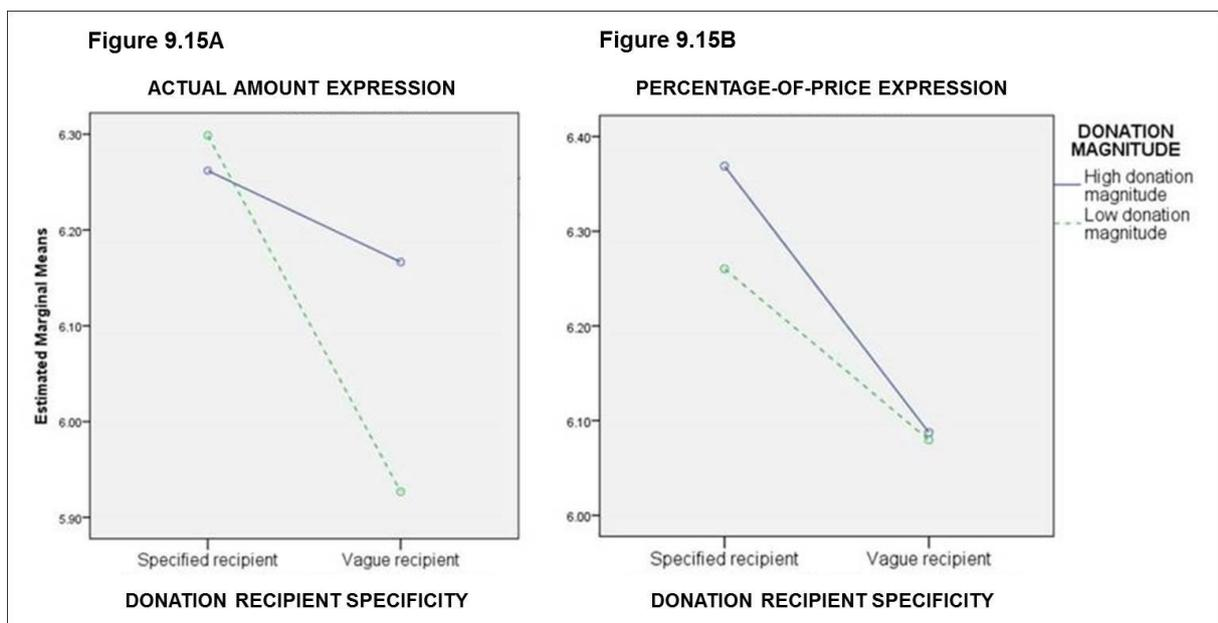 Figure 9.15A
ACTUAL AMOUNT EXPRESSION
Estimated Marginal Means
6.30
6.20
6.10
6.00
5.90
Specified recipient Vague recipient
DONATION RECIPIENT SPECIFICITY
Figure 9.15B
PERCENTAGE-OF-PRICE EXPRESSION
6.40
6.30
6.20
6.10
6.00
Specified recipient Vague recipient
DONATION RECIPIENT SPECIFICITY
DONATION
MAGNITUDE
High donation
magnitude
Low donation
magnitude